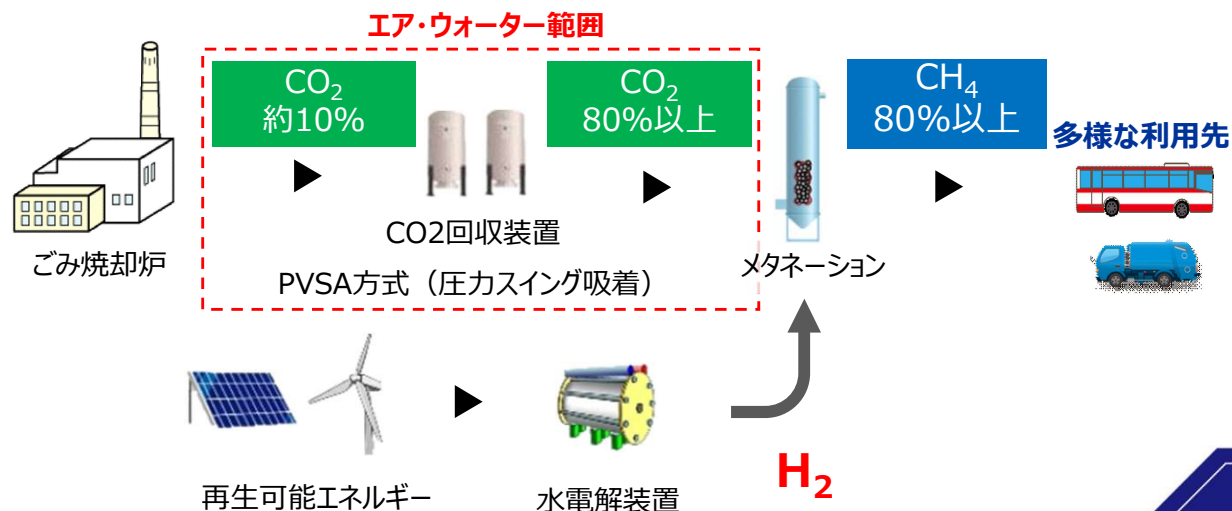 エア・ウォーター範囲
CO₂
約10%
CO₂
80%以上
CH₄
80%以上
多様な利用先
ごみ焼却炉
CO2回収装置
PVSA方式（圧力スイング吸着）
メタネーション
再生可能エネルギー
水電解装置
H₂